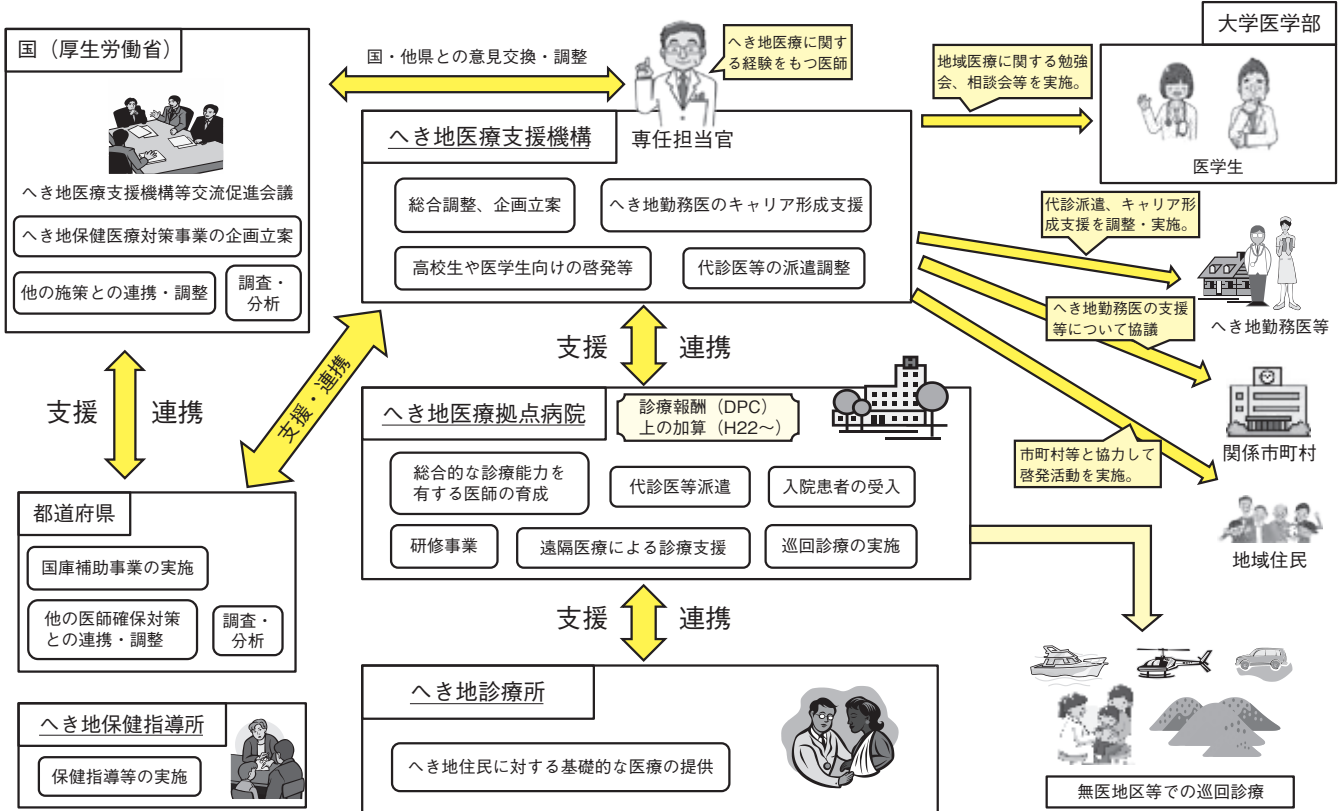 国（厚生労働省）
へき地医療支援機構等交流促進会議
へき地保健医療対策事業の企画立案
他の施策との連携・調整
調査・
分析
国・他県との意見交換・調整
へき地医療に関す
る経験をもつ医師
専任担当官
へき地医療支援機構
総合調整、企画立案
へき地勤務医のキャリア形成支援
高校生や医学生向けの啓発等
代診医等の派遣調整
地域医療に関する勉強
会、相談会等を実施。
大学医学部
医学生
代診派遣、キャリア形
成支援を調整・実施。
へき地勤務医等
へき地勤務医の支援
等について協議
関係市町村
市町村等と協力して
啓発活動を実施。
地域住民
支援 連携
支援・連携
支援 連携
へき地医療拠点病院
診療報酬（DPC）
上の加算（H22～）
H
総合的な診療能力を
有する医師の育成
代診医等派遣
入院患者の受入
研修事業
遠隔医療による診療支援
巡回診療の実施
都道府県
国庫補助事業の実施
他の医師確保対策
との連携・調整
調査・
分析
支援 連携
へき地保健指導所
保健指導等の実施
へき地診療所
へき地住民に対する基礎的な医療の提供
無医地区等での巡回診療